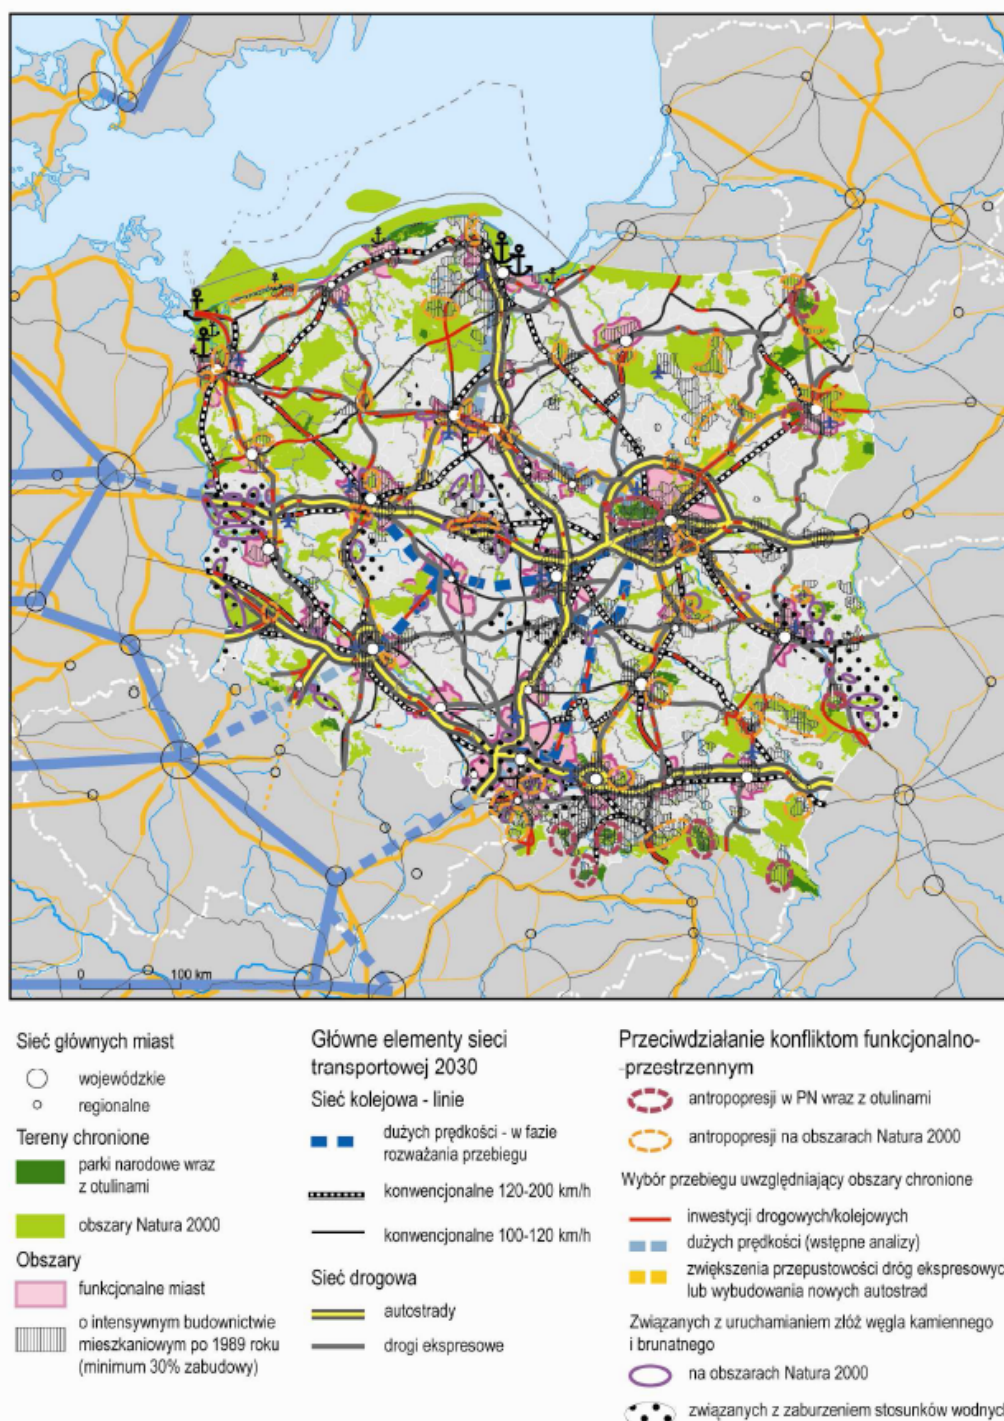 0 100 km
Sieć głównych miast
wojewódzkie
regionalne
Tereny chronione
parki narodowe wraz
z otulinami
obszary Natura 2000
Obszary
funkcjonalne miast
o intensywnym budownictwie
mieszkaniowym po 1989 roku
(minimum 30% zabudowy)
Główne elementy sieci
transportowej 2030
Sieć kolejowa - linie
dużych prędkości - w fazie
rozważania przebiegu
konwencjonalne 120-200 km/h
konwencjonalne 100-120 km/h
Sieć drogowa
autostrady
drogi ekspresowe
Przeciwdziałanie konfliktom funkcjonalno-
-przestrzennym
antropopresji w PN wraz z otulinami
antropopresji na obszarach Natura 2000
Wybór przebiegu uwzględniający obszary chronione
inwestycji drogowych/kolejowych
dużych prędkości (wstępne analizy)
zwiększenia przepustowości dróg ekspresowyc
lub wybudowania nowych autostrad
Związanych z uruchamianiem złóż węgla kamiennego
i brunatnego
na obszarach Natura 2000
związanych z zaburzeniem stosunków wodnyc